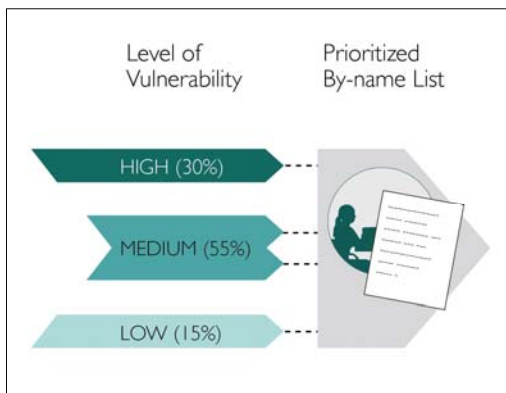 Level of
Vulnerability
Prioritized
By-name List
HIGH (30%)
MEDIUM (55%)
LOW (15%)